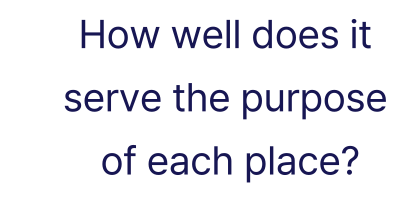 How well does it
serve the purpose
of each place?